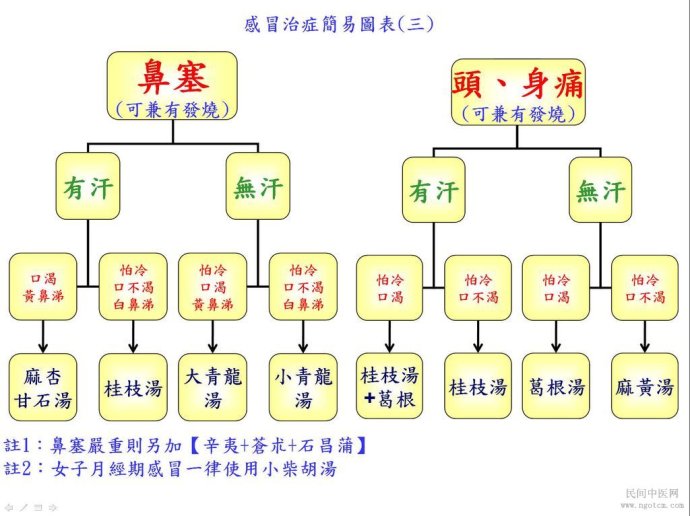 感冒治症簡易圖表(三)
鼻塞
(可兼有發燒)
頭、身痛
(可兼有發燒)
有汗
無汗
有汗
無汗
口渴
黃鼻涕
怕冷
口不渴
白鼻涕
怕冷
口渴
黃鼻涕
怕冷
口不渴
白鼻涕
怕冷
口渴
怕冷
口不渴
怕冷
口渴
怕冷
口不渴
麻杏
甘石湯
桂枝湯
大青龍
湯
小青龍
湯
桂枝湯
+葛根
桂枝湯
葛根湯
麻黃湯
註1：鼻塞嚴重則另加【辛夷+蒼朮+石昌蒲】
註2：女子月經期感冒一律使用小柴胡湯
民间中医网
www.ngotcm.com